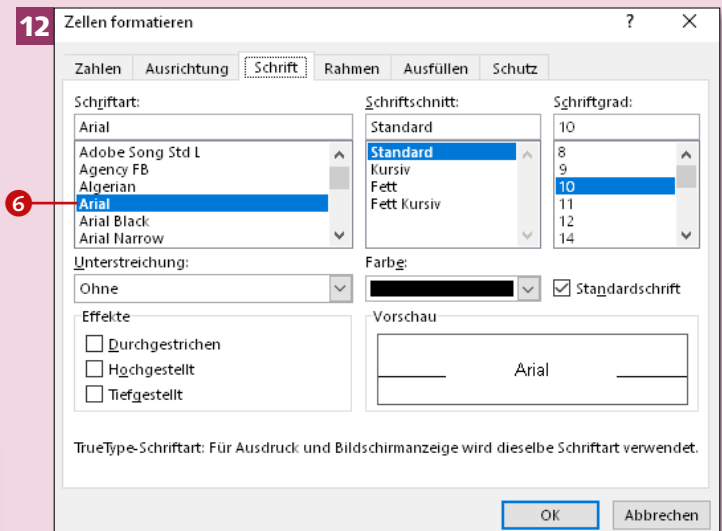 12
Zellen formatieren ? ×
Zahlen Ausrichtung Schrift Rahmen Ausfüllen Schutz
Schriftart: Schriftschnitt: Schriftgrad:
Arial Standard 10
Adobe Song Std L Standard 8
Agency FB Kursiv 9
Algerian Fett 10
6 Arial Fett Kursiv 11
Arial Black 12
Arial Narrow 14
Unterstreichung: Farbe:
Ohne Standardschrift
Effekte Vorschau
Durchgestrichen
Hochgestellt Arial
Tiefgestellt
TrueType-Schriftart: Für Ausdruck und Bildschirmanzeige wird dieselbe Schriftart verwendet.
OK Abbrechen